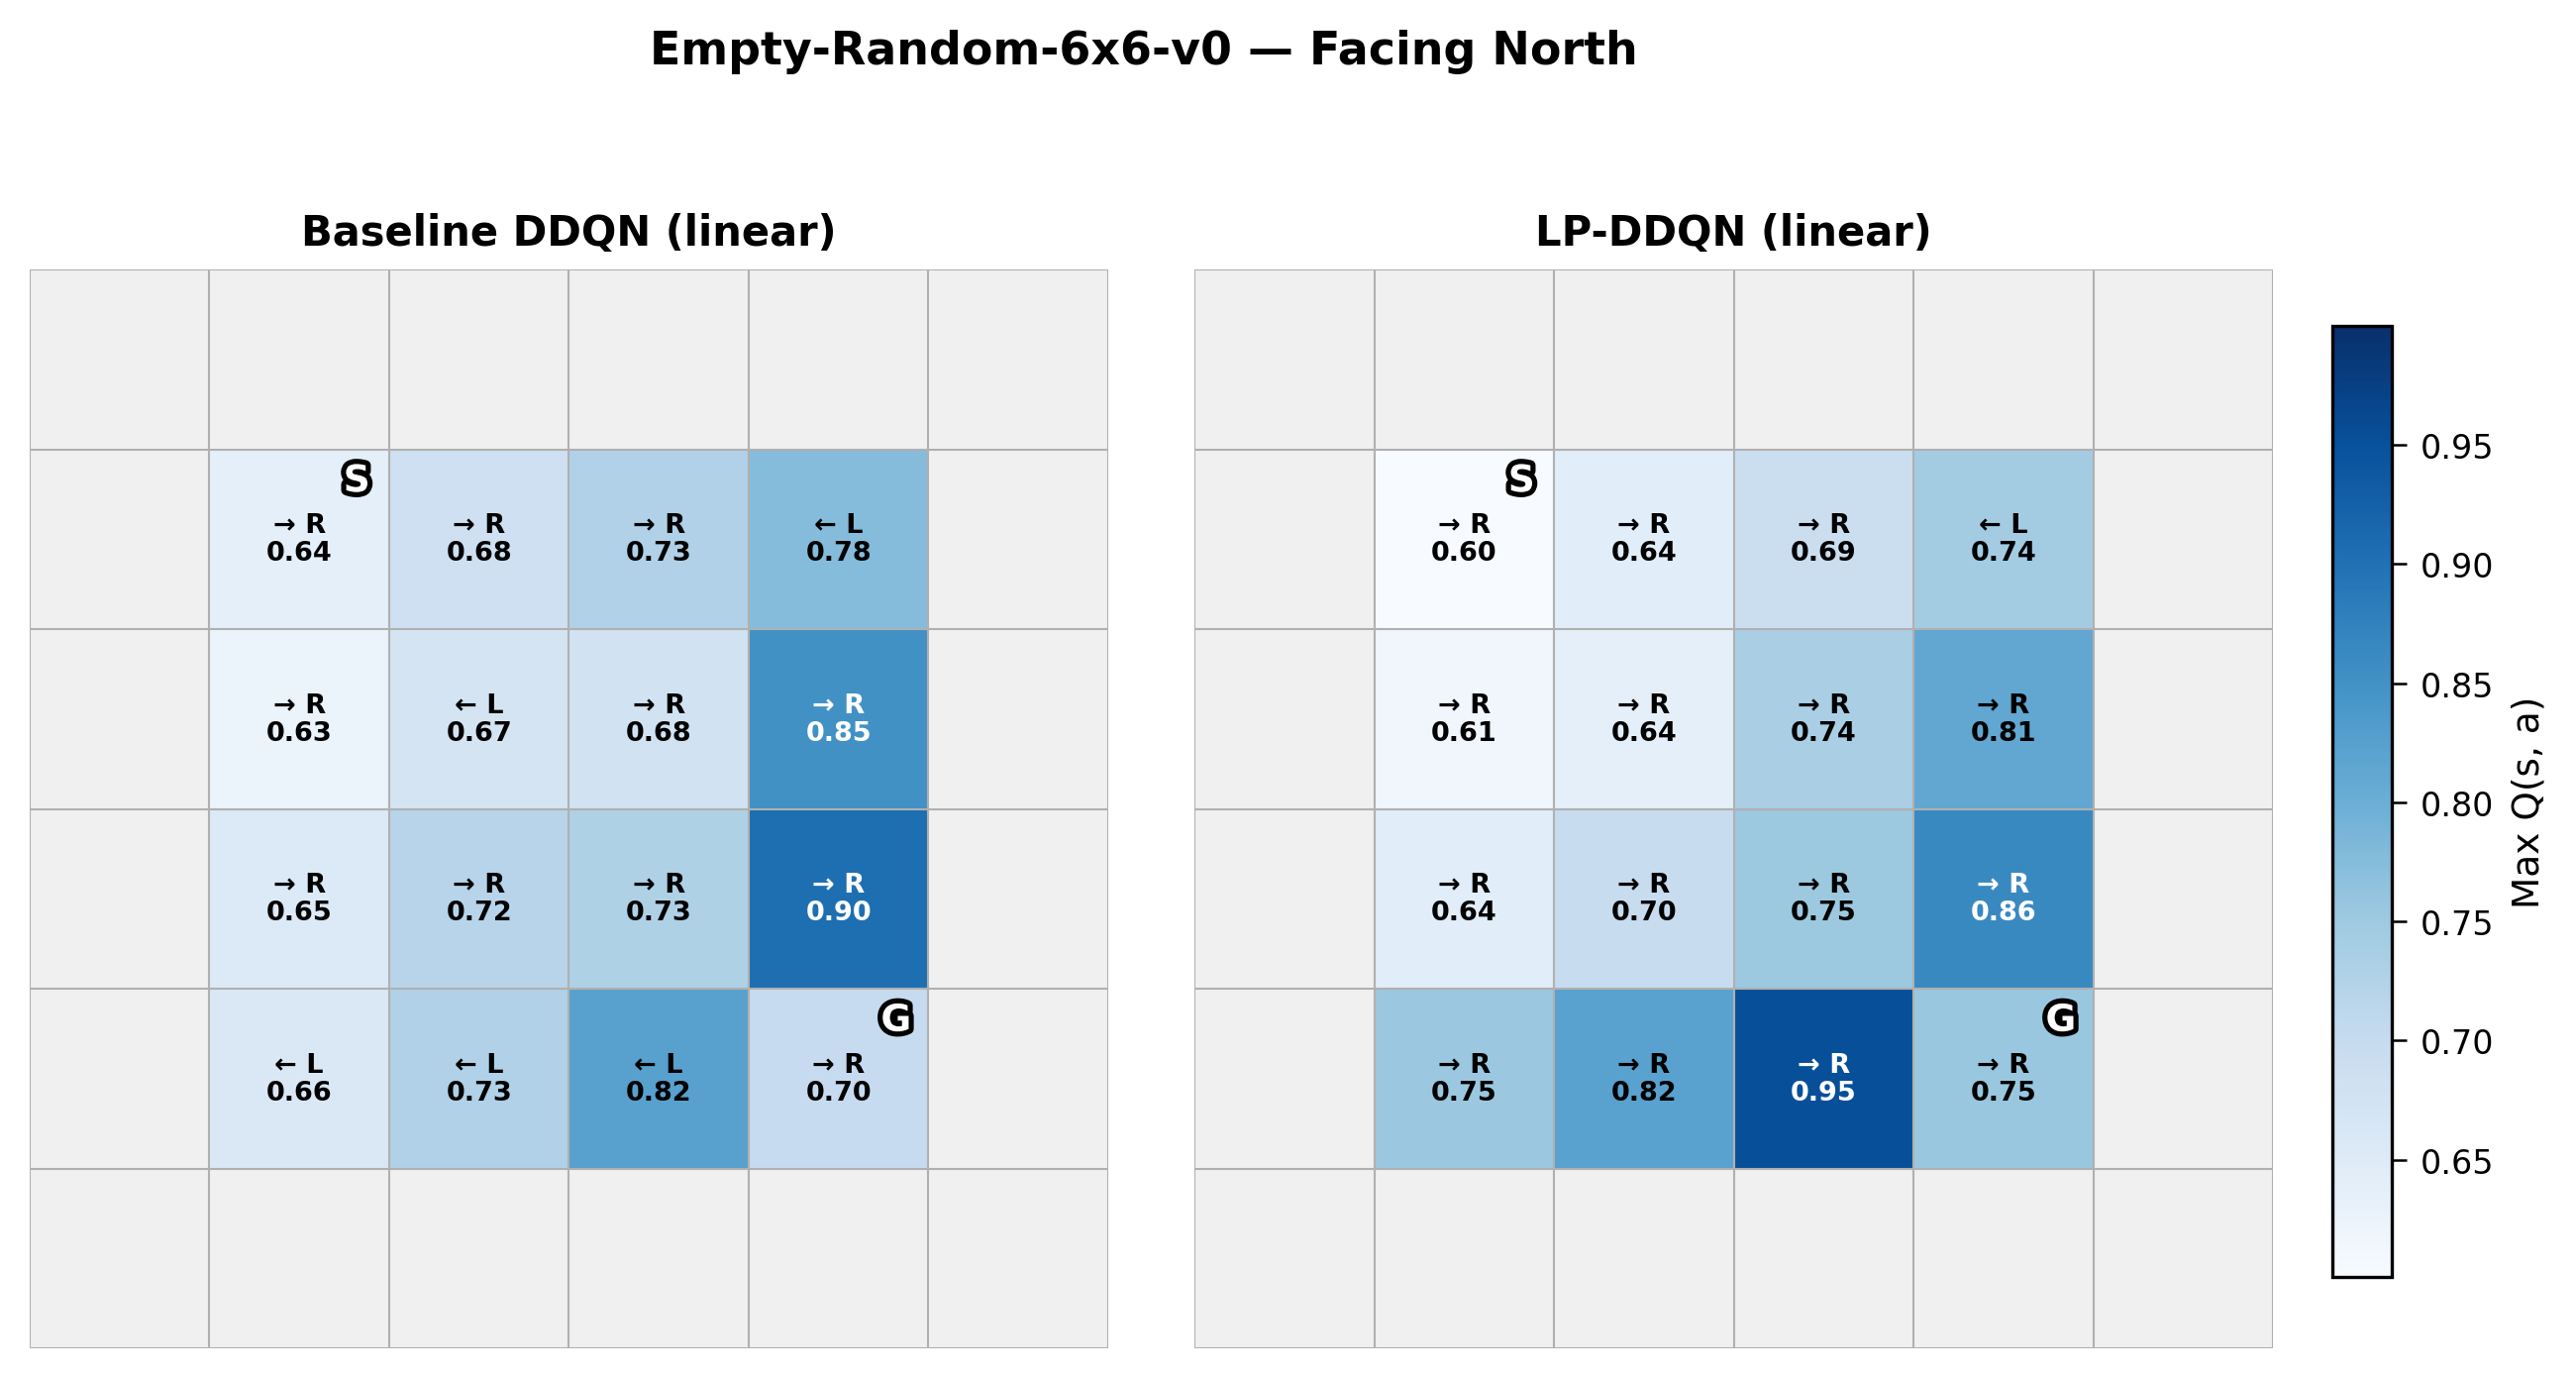 Empty-Random-6x6-v0 — Facing North
Baseline DDQN (linear)
S
→ R
0.64
→ R
0.68
→ R
0.73
← L
0.78
→ R
0.63
← L
0.67
→ R
0.68
→ R
0.85
→ R
0.65
→ R
0.72
→ R
0.73
→ R
0.90
← L
0.66
← L
0.73
← L
0.82
G
→ R
0.70
LP-DDQN (linear)
S
→ R
0.60
→ R
0.64
→ R
0.69
← L
0.74
→ R
0.61
→ R
0.64
→ R
0.74
→ R
0.81
→ R
0.64
→ R
0.70
→ R
0.75
→ R
0.86
→ R
0.75
→ R
0.82
→ R
0.95
G
→ R
0.75
0.95
0.90
0.85
0.80
0.75
0.70
0.65
Max Q(s, a)